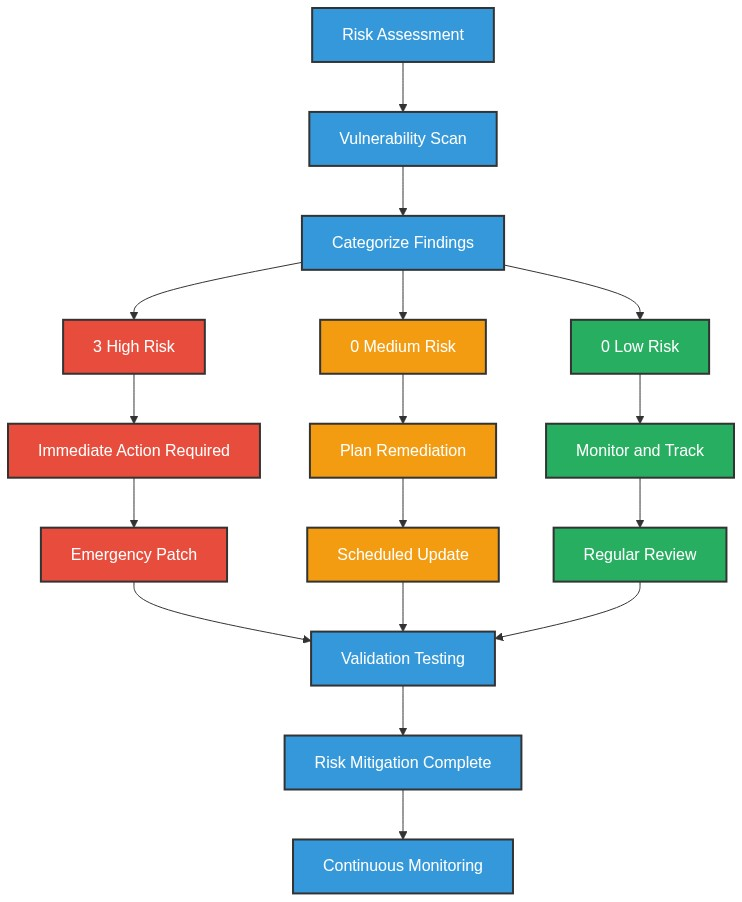 Risk Assessment
Vulnerability Scan
Categorize Findings
3 High Risk
0 Medium Risk
0 Low Risk
Immediate Action Required
Plan Remediation
Monitor and Track
Emergency Patch
Scheduled Update
Regular Review
Validation Testing
Risk Mitigation Complete
Continuous Monitoring